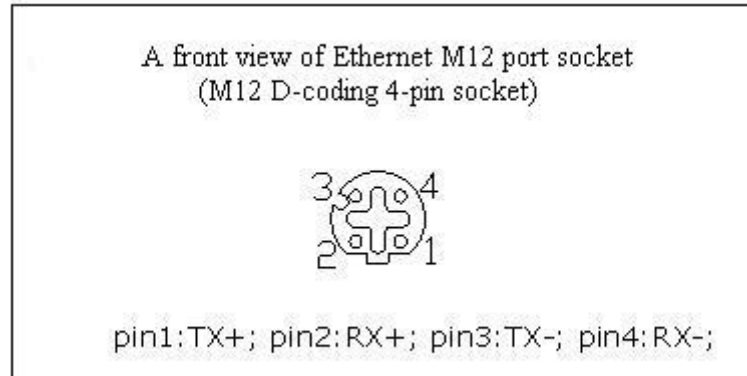 A front view of Ethernet M12 port socket
(M12 D-coding 4-pin socket)
3 4
2 1
pin1:TX+; pin2:RX+; pin3:TX-; pin4:RX-;